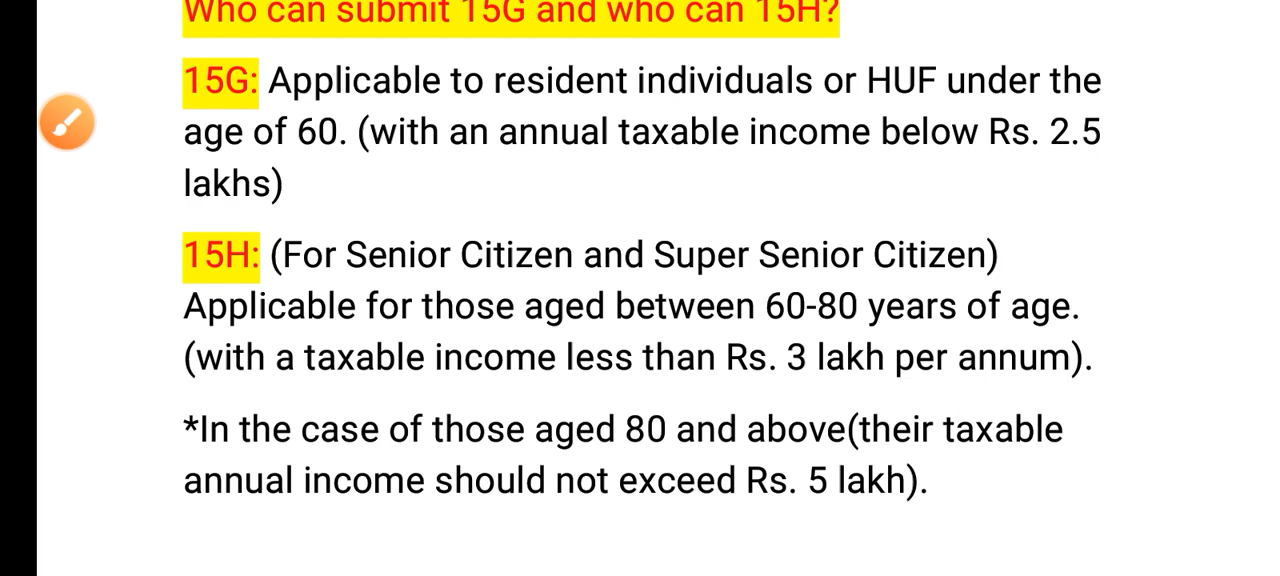 Who can submit 15G and who can 15H?
15G: Applicable to resident individuals or HUF under the
age of 60. (with an annual taxable income below Rs. 2.5
lakhs)
15H: (For Senior Citizen and Super Senior Citizen)
Applicable for those aged between 60-80 years of age.
(with a taxable income less than Rs. 3 lakh per annum).
*In the case of those aged 80 and above(their taxable
annual income should not exceed Rs. 5 lakh).